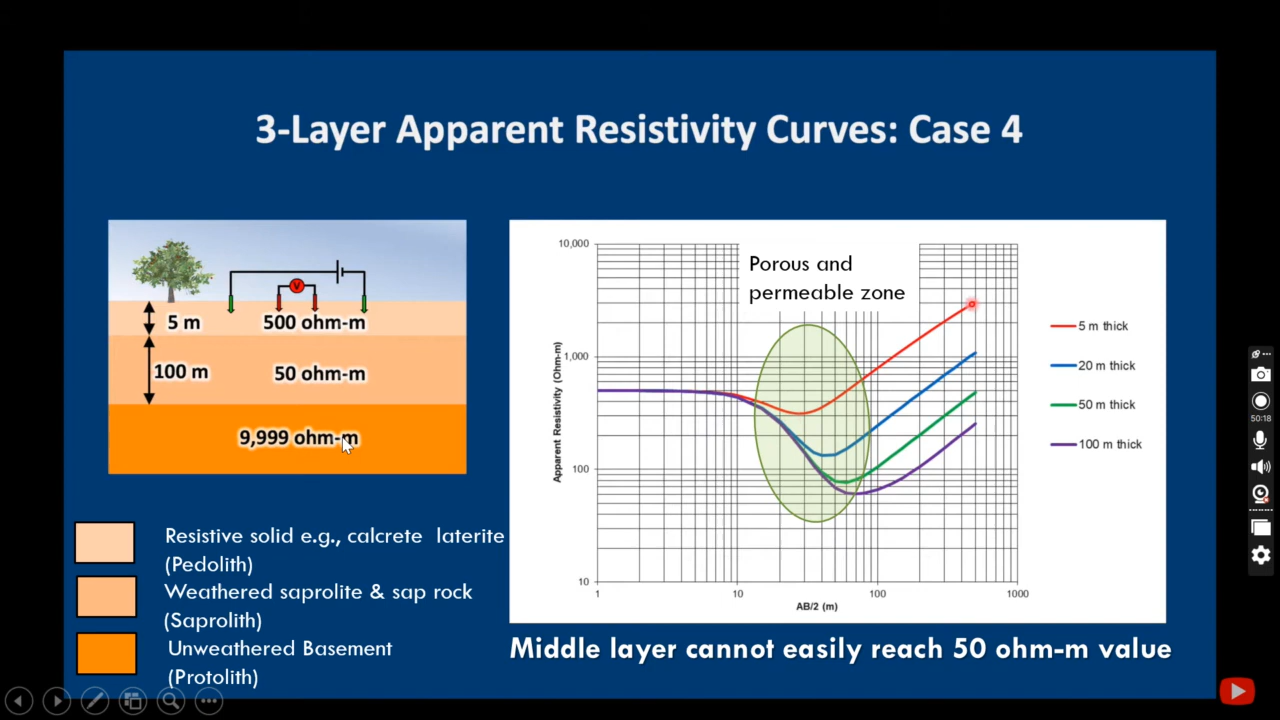 3-Layer Apparent Resistivity Curves: Case 4
V
5 m
500 ohm-m
100 m
50 ohm-m
9,999 ohm-m
Resistive solid e.g., calcrete laterite
(Pedolith)
Weathered saprolite & sap rock
(Saprolith)
Unweathered Basement
(Protolith)
Porous and
permeable zone
10,000
1,000
100
10
Apparent Resistivity (Ohm-m)
1
10
100
1000
AB/2 (m)
5 m thick
20 m thick
50 m thick
100 m thick
Middle layer cannot easily reach 50 ohm-m value
50:18